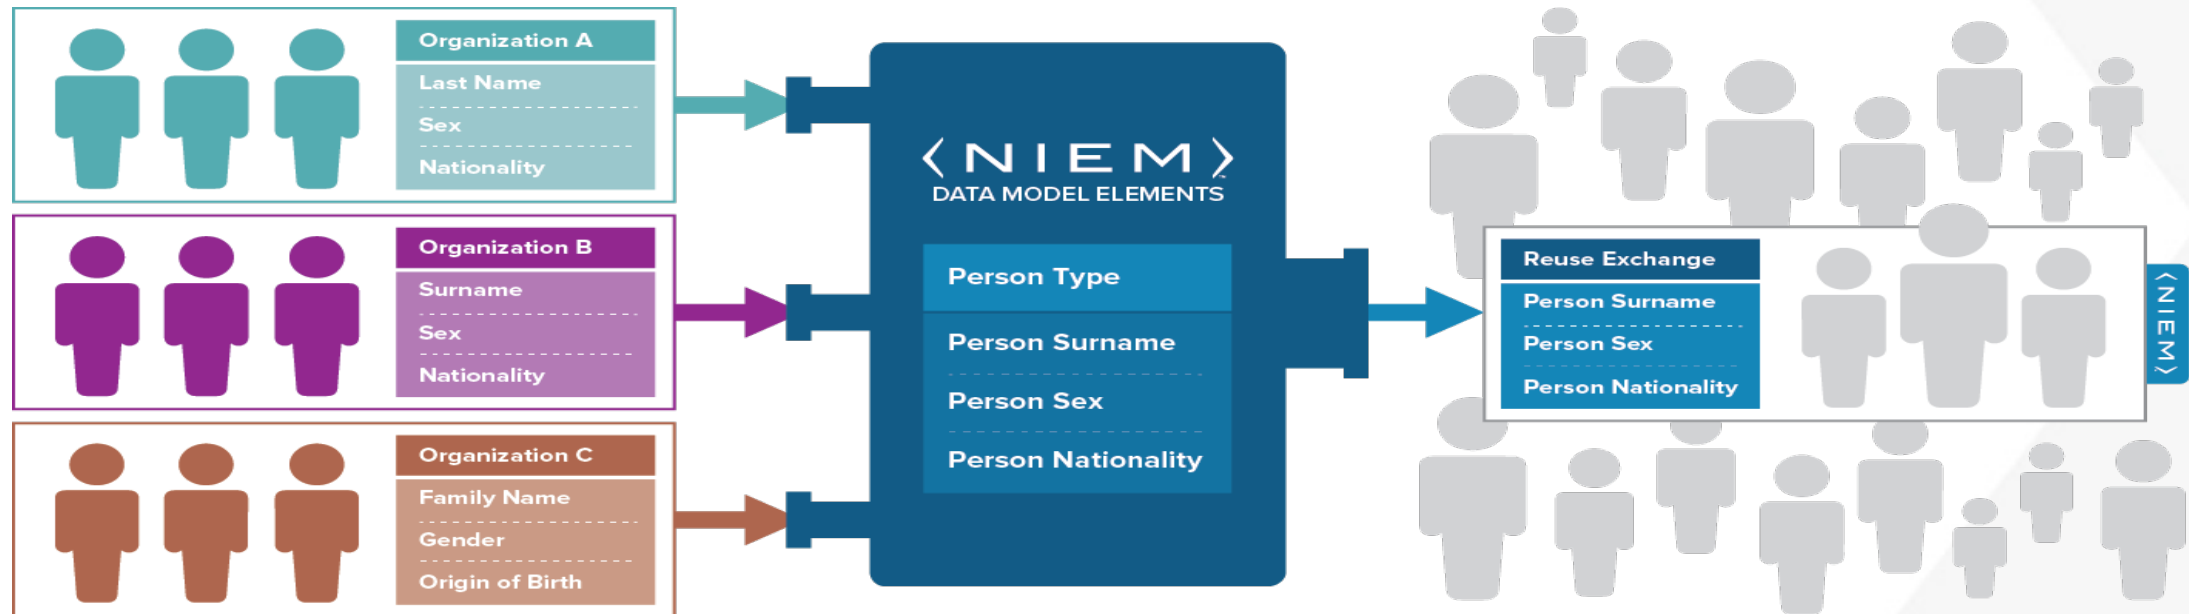 Organization A
Last Name
Sex
Nationality
Organization B
Surname
Sex
Nationality
Organization C
Family Name
Gender
Origin of Birth
〈NIEM〉™
DATA MODEL ELEMENTS
Person Type
Person Surname
Person Sex
Person Nationality
Reuse Exchange
Person Surname
Person Sex
Person Nationality
〈NIEM〉